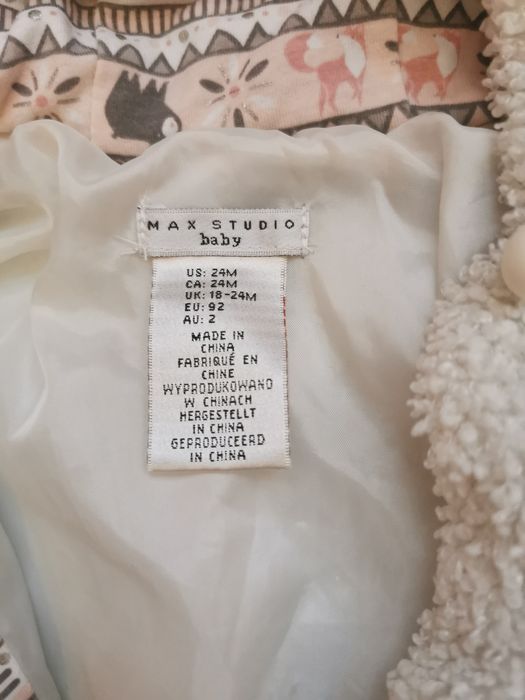 MAX STUDIO
baby
US: 24M
CA: 24M
UK: 18-24M
EU: 92
AU: 2
MADE IN
CHINA
FABRIQUÉ EN
CHINE
WYPRODUKOWANO
W CHINACH
HERGESTELLT
IN CHINA
GEPRODUCEERD
IN CHINA